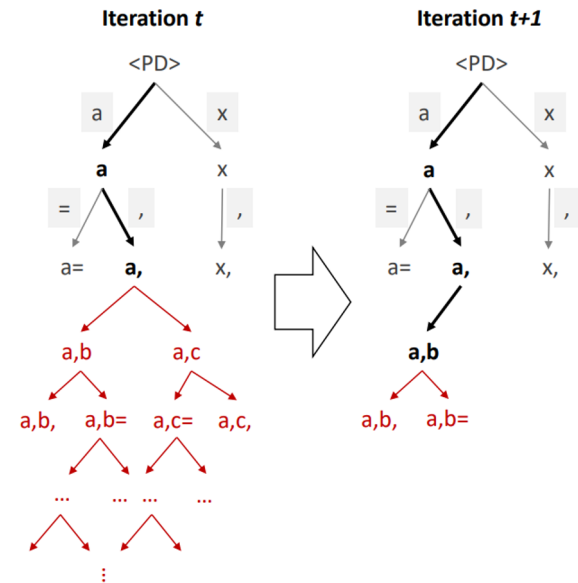 Iteration t Iteration t+1
<PD> <PD>
a x a x
a x a x
= , , = , ,
a= a, x, a= a, x,
a,b a,c a,b
a,b, a,b= a,c= a,c, a,b, a,b=
... ... ... ...
...